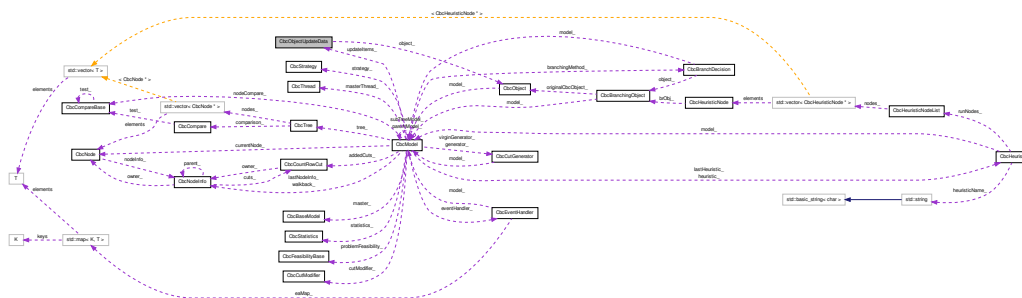 < CbcHeuristicNode * >
CbcObjectUpdateData
object_
model_
updateItems_
std::vector< T >
CbcStrategy
strategy_
branchingMethod_
CbcBranchDecision
< CbcNode * >
object_
elements
test_
CbcThread
masterThread_
model_
CbcObject
originalCbcObject_
CbcBranchingObject
nodeCompare_
CbcCompareBase
std::vector< CbcNode * >
nodes_
model_
CbcHeuristicNode
elements
std::vector< CbcHeuristicNode * >
nodes_
CbcHeuristicNodeList
test_
elements
CbcCompare
comparison_
CbcTree
tree_
runNodes_
model_
currentNode_
CbcModel
virginGenerator_
generator_
CbcNode
nodeInfo_
parent_
owner_
CbcCountRowCut
addedCuts_
model_
CbcCutGenerator
T
owner_
CbcNodeInfo
cuts_
lastNodeInfo_
walkback_
lastHeuristic_
heuristic_
elements
model_
heuristicName_
master_
std::basic_string< char >
std::string
CbcBaseModel
eventHandler_
CbcEventHandler
statistics_
CbcStatistics
K
keys
std::map< K, T >
problemFeasibility_
CbcFeasibilityBase
cutModifier_
CbcCutModifier
eaMap_